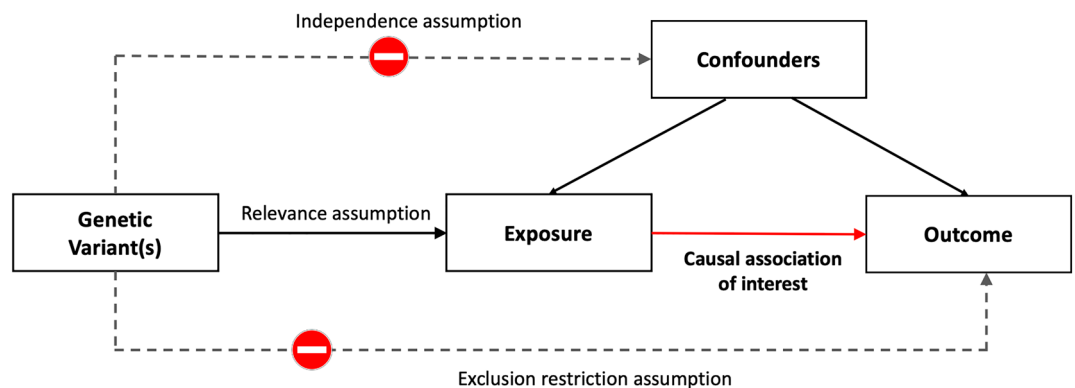 Independence assumption
Confounders
Genetic
Variant(s)
Relevance assumption
Exposure
Causal association
of interest
Outcome
Exclusion restriction assumption